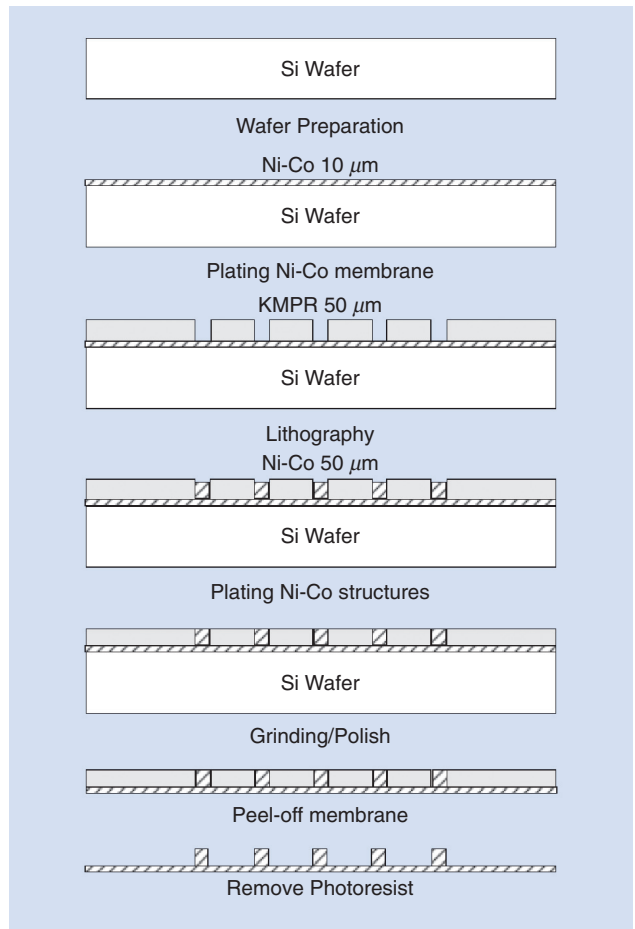 Si Wafer
Wafer Preparation
Ni-Co 10 μm
Si Wafer
Plating Ni-Co membrane
KMPR 50 μm
Si Wafer
Lithography
Ni-Co 50 μm
Si Wafer
Plating Ni-Co structures
Si Wafer
Grinding/Polish
Peel-off membrane
Remove Photoresist